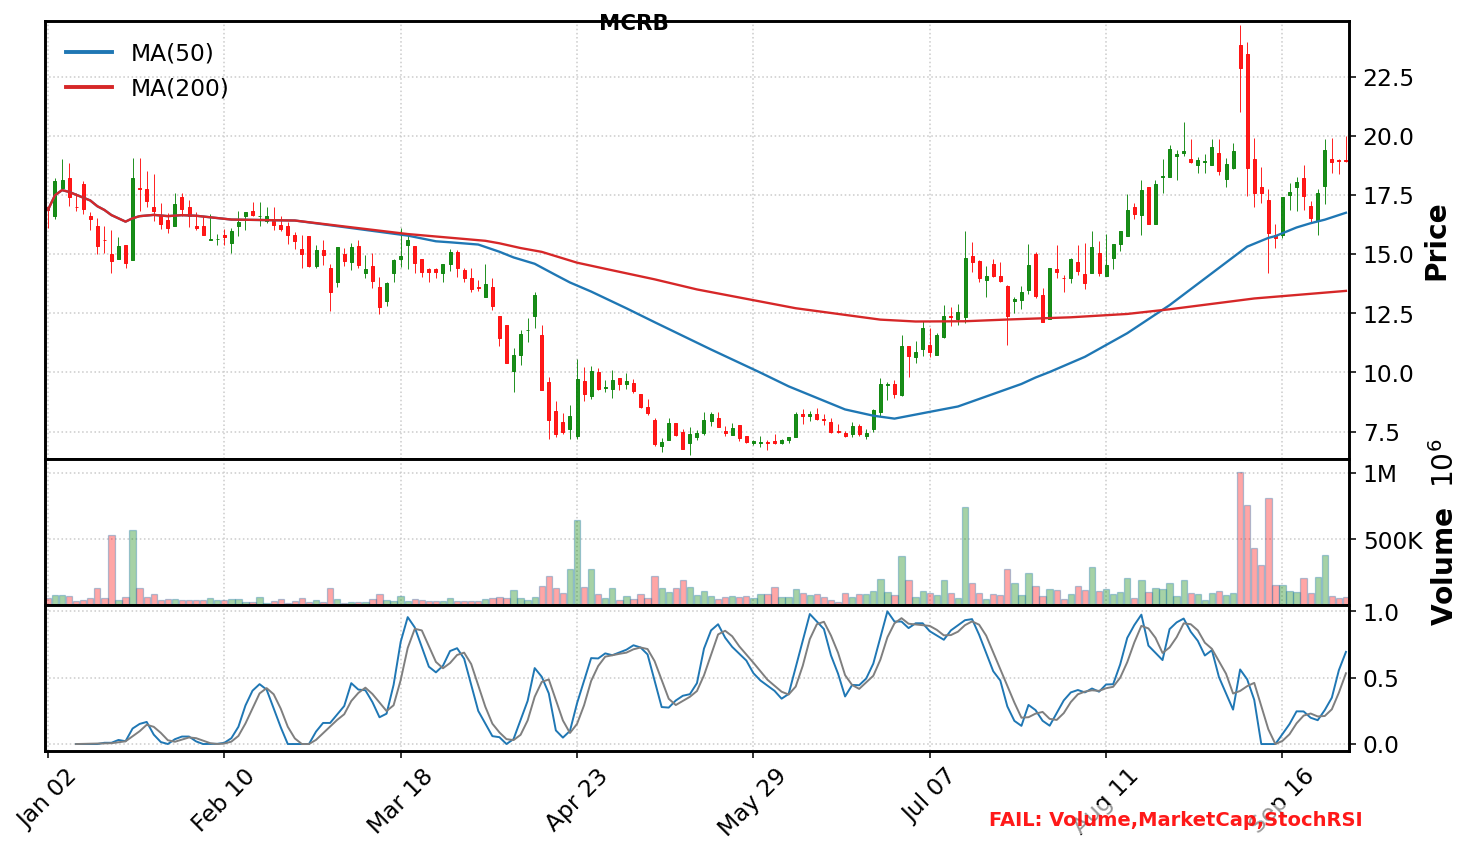 MCRB
MA(50)
MA(200)
22.5
20.0
17.5
15.0
12.5
10.0
7.5
Price
1M
500K
Volume 10⁶
1.0
0.5
0.0
Jan 02
Feb 10
Mar 18
Apr 23
May 29
Jul 07
Aug 11
Sep 16
FAIL: Volume,MarketCap,StochRSI